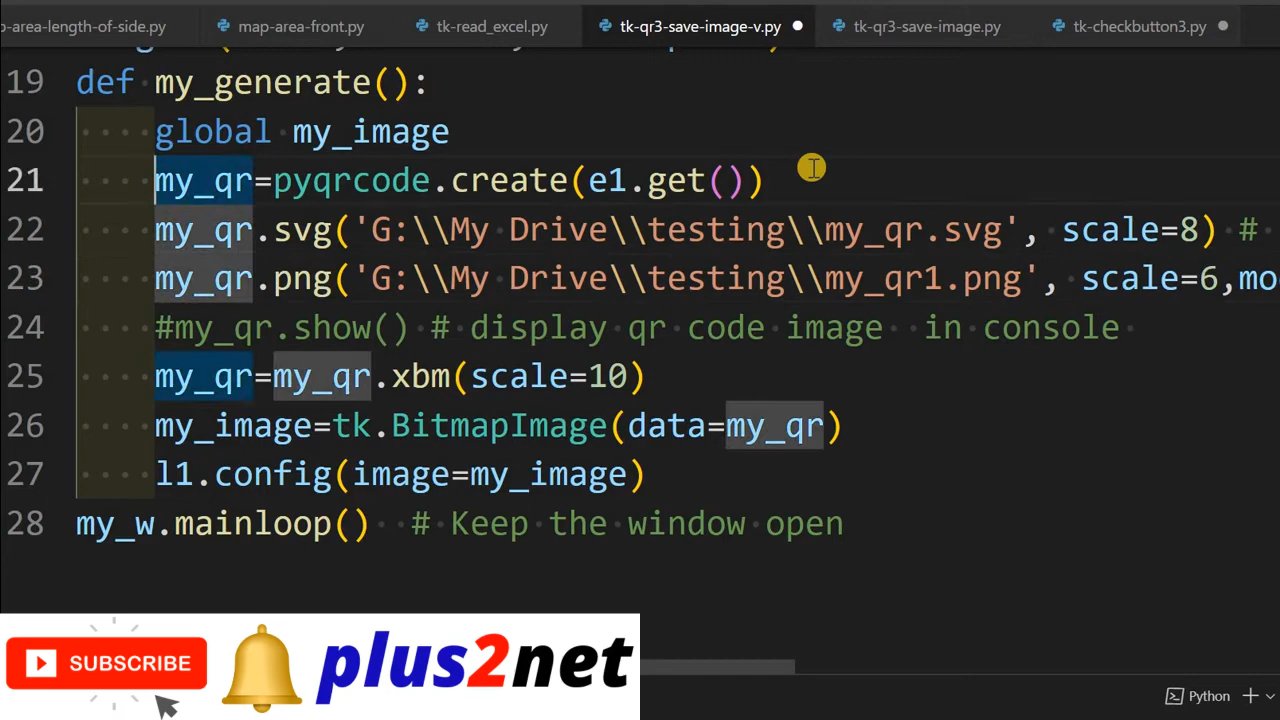 p-area-length-of-side.py map-area-front.py tk-read_excel.py tk-qr3-save-image-v.py tk-qr3-save-image.py tk-checkbutton3.py
19 def my_generate():
20 global my_image
21 my_qr=pyqrcode.create(e1.get())
22 my_qr.svg('G:\\My Drive\\testing\\my_qr.svg', scale=8) #
23 my_qr.png('G:\\My Drive\\testing\\my_qr1.png', scale=6,mo
24 #my_qr.show() # display qr code image  in console
25 my_qr=my_qr.xbm(scale=10)
26 my_image=tk.BitmapImage(data=my_qr)
27 l1.config(image=my_image)
28 my_w.mainloop()  # Keep the window open
SUBSCRIBE plus2net
Python